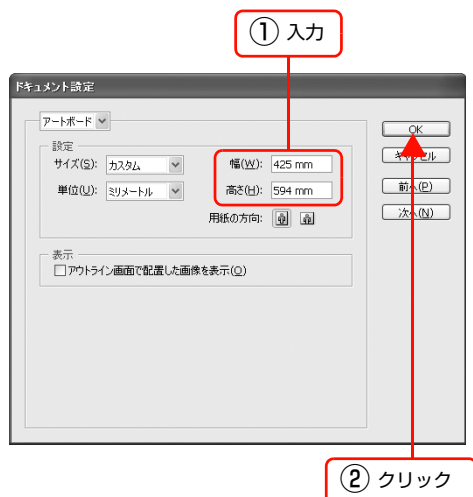 ① 入力
ドキュメント設定
アートボード
設定
サイズ(S): カスタム 幅(W): 425 mm
単位(U): ミリメートル 高さ(H): 594 mm
用紙の方向:
表示
アウトライン画面で配置した画像を表示(O)
OK
キャンセル
前へ(P)
次へ(N)
② クリック